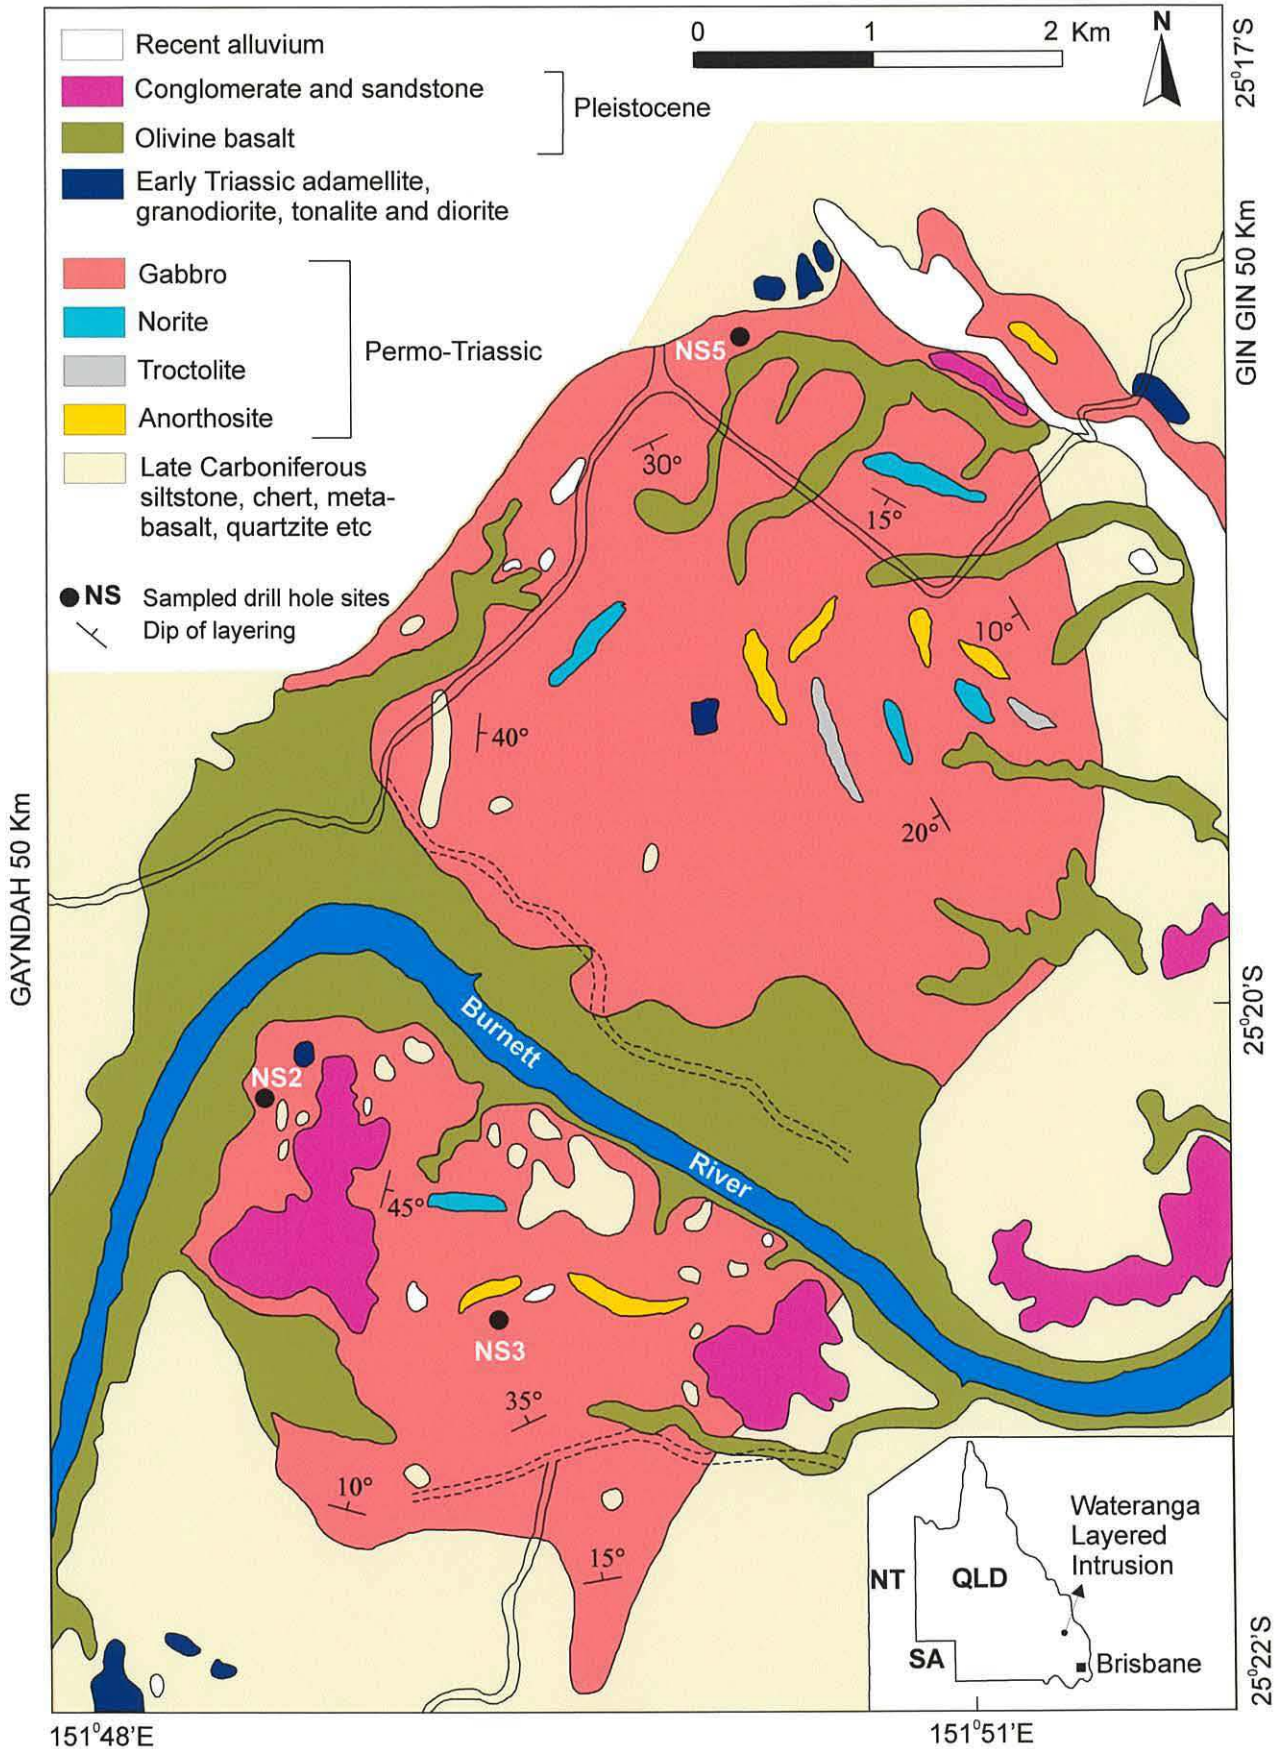 Recent alluvium
Conglomerate and sandstone
Olivine basalt
Pleistocene
Early Triassic adamellite,
granodiorite, tonalite and diorite
Gabbro
Norite
Troctolite
Anorthosite
Permo-Triassic
Late Carboniferous
siltstone, chert, meta-
basalt, quartzite etc
NS Sampled drill hole sites
Dip of layering
0 1 2 Km
N
25°17'S
GIN GIN 50 Km
NS5
30°
15°
10°
40°
20°
GAYNDAH 50 Km
25°20'S
Burnett
River
NS2
45°
NS3
35°
10°
15°
Wateranga
Layered
Intrusion
NT
QLD
SA
Brisbane
25°22'S
151°48'E
151°51'E